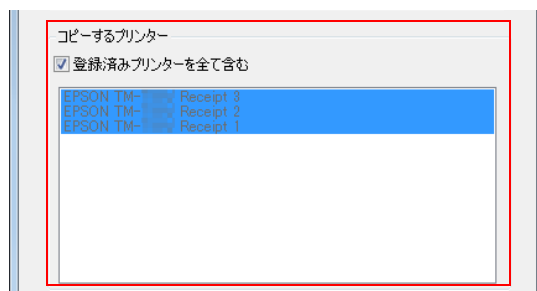 コピーするプリンター
登録済みプリンターを全て含む
EPSON TM- Receipt 3
EPSON TM- Receipt 2
EPSON TM- Receipt 1